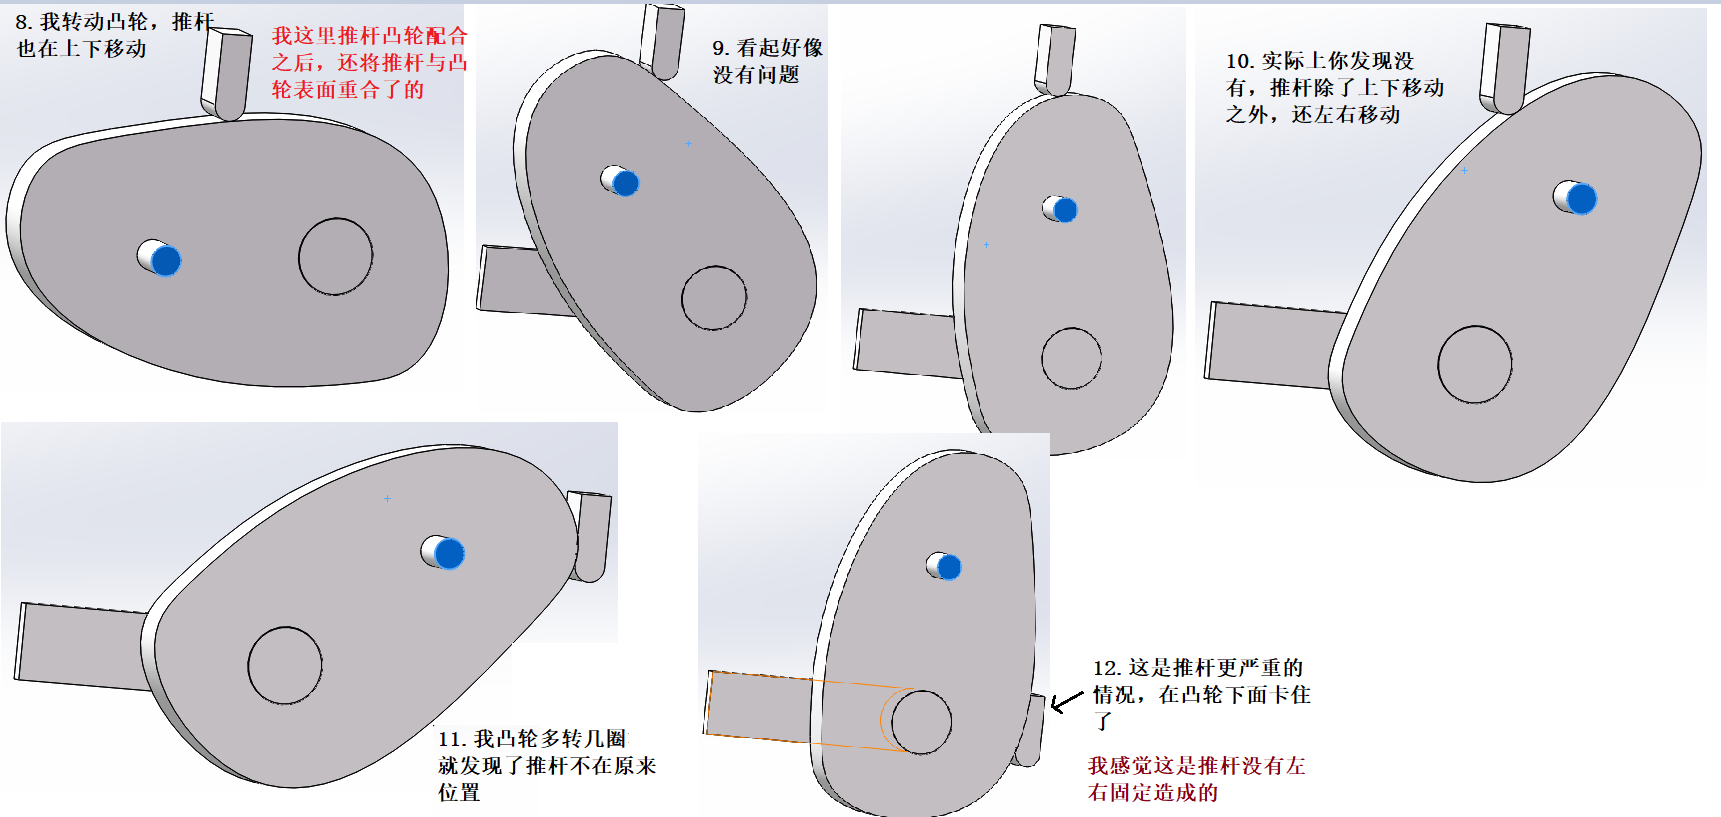 8.我转动凸轮，推杆
也在上下移动
我这里推杆凸轮配合
之后，还将推杆与凸
轮表面重合了的
9.看起好像
没有问题
10.实际上你发现没
有，推杆除了上下移动
之外，还左右移动
11.我凸轮多转几圈
就发现了推杆不在原来
位置
12.这是推杆更严重的
情况，在凸轮下面卡住
了
我感觉这是推杆没有左
右固定造成的